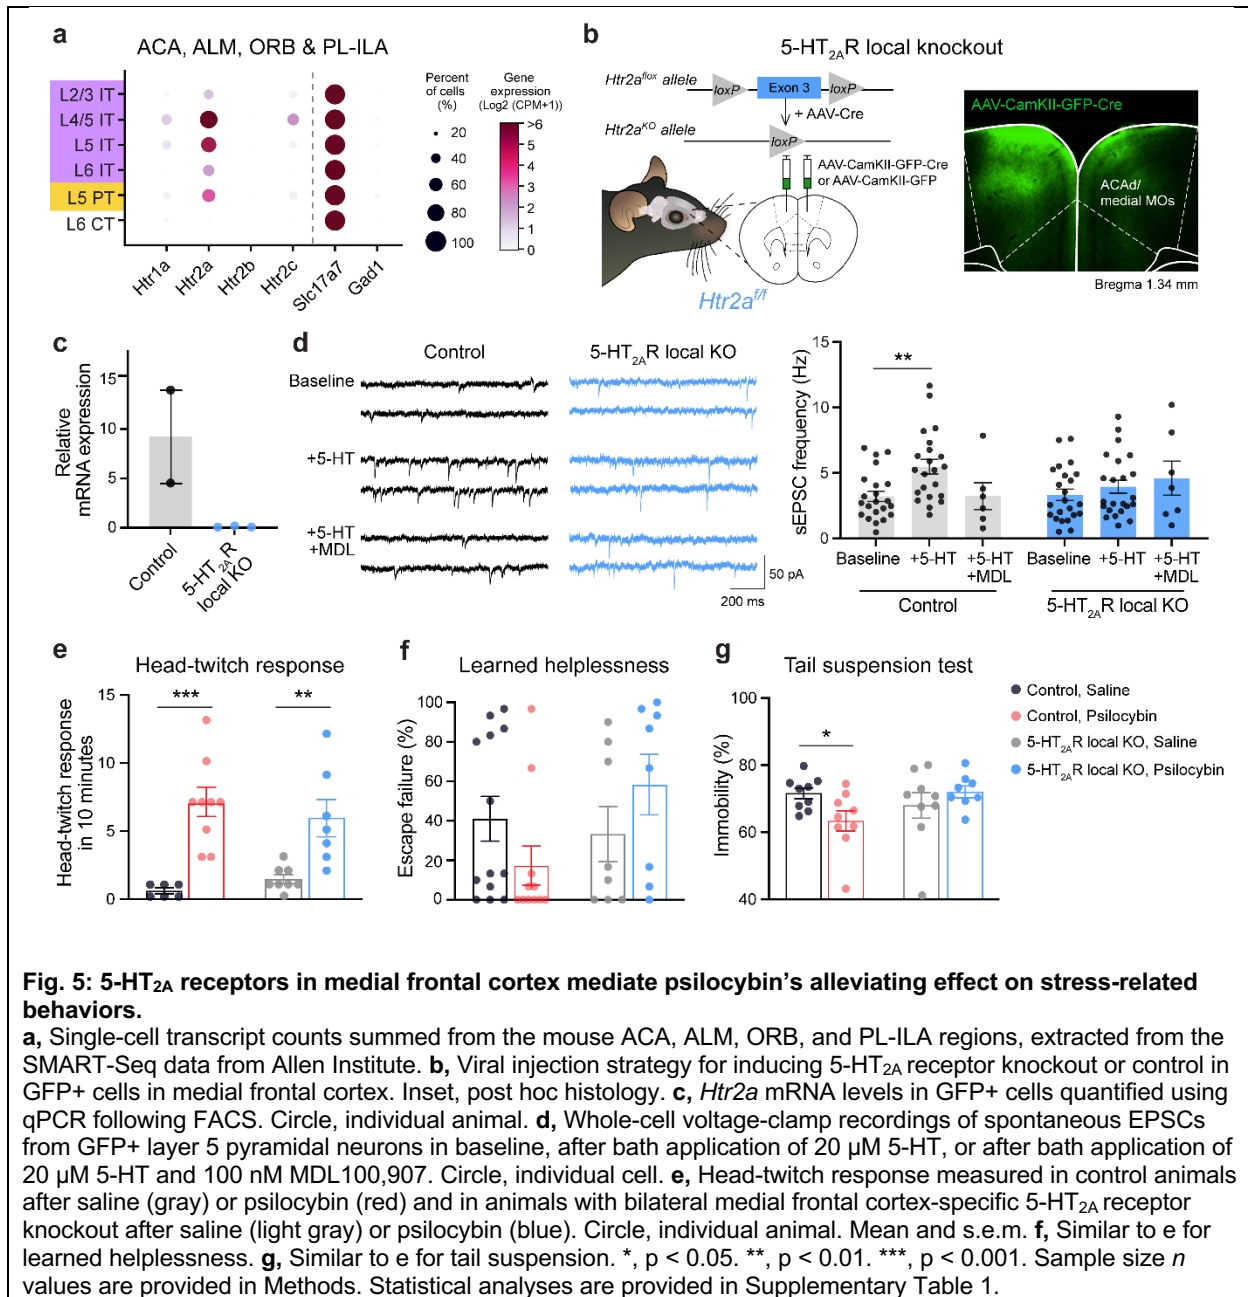 a
ACA, ALM, ORB & PL-ILA
L2/3 IT
L4/5 IT
L5 IT
L6 IT
L5 PT
L6 CT
Htr1a
Htr2a
Htr2b
Htr2c
Slc17a7
Gad1
Percent
of cells
(%)
20
40
60
80
100
Gene
expression
(Log2 (CPM+1))
>6
5
4
3
2
1
0
b
5-HT2AR local knockout
Htr2aflox allele
loxP
Exon 3
loxP
+ AAV-Cre
Htr2aKO allele
loxP
AAV-CamKII-GFP-Cre
or AAV-CamKII-GFP
Htr2af/f
AAV-CamKII-GFP-Cre
ACAd/
medial MOs
Bregma 1.34 mm
c
Relative
mRNA expression
15
10
5
0
Control
5-HT2AR
local KO
d
Control
5-HT2AR local KO
Baseline
+5-HT
+5-HT
+MDL
50 pA
200 ms
sEPSC frequency (Hz)
15
10
5
0
**
Baseline
+5-HT
+5-HT
+MDL
Control
Baseline
+5-HT
+5-HT
+MDL
5-HT2AR local KO
e
Head-twitch response
Head-twitch response
in 10 minutes
15
10
5
0
***
**
f
Learned helplessness
Escape failure (%)
100
80
60
40
20
0
g
Tail suspension test
Immobility (%)
100
80
60
40
*
Control, Saline
Control, Psilocybin
5-HT2AR local KO, Saline
5-HT2AR local KO, Psilocybin
Fig. 5: 5-HT2A receptors in medial frontal cortex mediate psilocybin's alleviating effect on stress-related
behaviors.
a, Single-cell transcript counts summed from the mouse ACA, ALM, ORB, and PL-ILA regions, extracted from the
SMART-Seq data from Allen Institute. b, Viral injection strategy for inducing 5-HT2A receptor knockout or control in
GFP+ cells in medial frontal cortex. Inset, post hoc histology. c, Htr2a mRNA levels in GFP+ cells quantified using
qPCR following FACS. Circle, individual animal. d, Whole-cell voltage-clamp recordings of spontaneous EPSCs
from GFP+ layer 5 pyramidal neurons in baseline, after bath application of 20 µM 5-HT, or after bath application of
20 µM 5-HT and 100 nM MDL100,907. Circle, individual cell. e, Head-twitch response measured in control animals
after saline (gray) or psilocybin (red) and in animals with bilateral medial frontal cortex-specific 5-HT2A receptor
knockout after saline (light gray) or psilocybin (blue). Circle, individual animal. Mean and s.e.m. f, Similar to e for
learned helplessness. g, Similar to e for tail suspension. *, p < 0.05. **, p < 0.01. ***, p < 0.001. Sample size n
values are provided in Methods. Statistical analyses are provided in Supplementary Table 1.